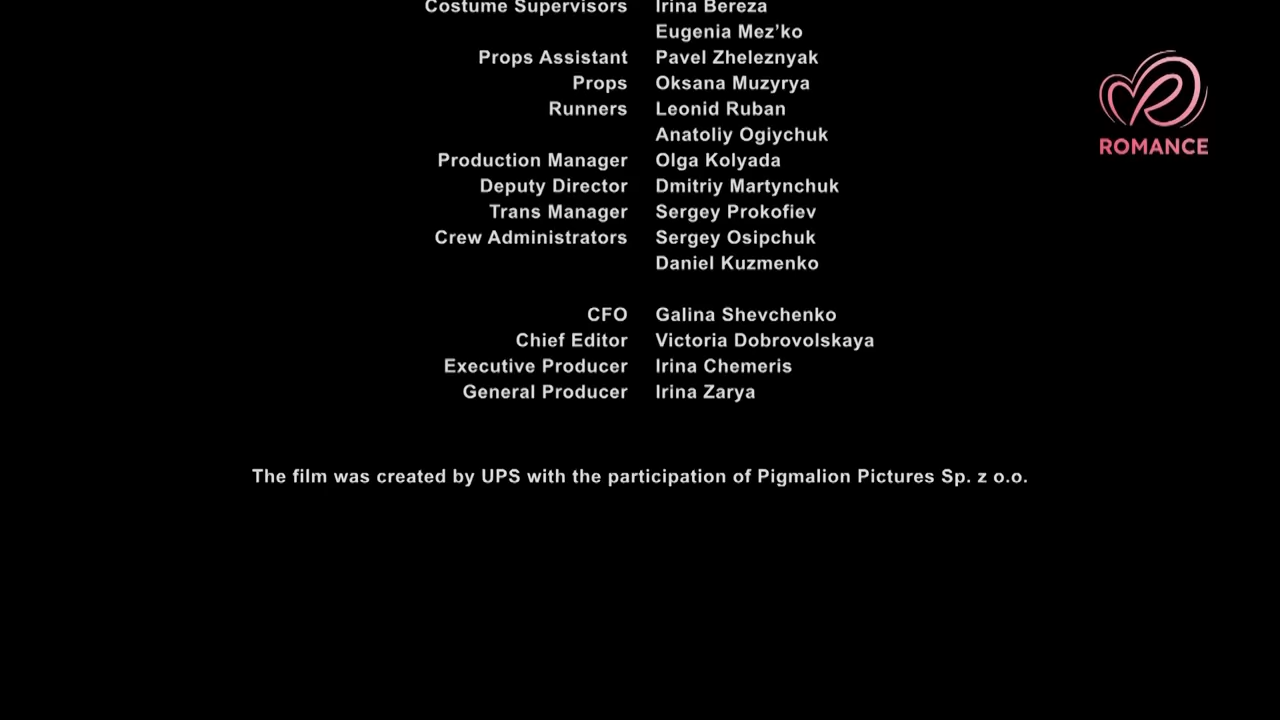 Costume Supervisors Irina Bereza
Eugenia Mez’ko
Props Assistant Pavel Zheleznyak
Props Oksana Muzyrya
Runners Leonid Ruban
Anatoliy Ogiychuk
Production Manager Olga Kolyada
Deputy Director Dmitriy Martynchuk
Trans Manager Sergey Prokofiev
Crew Administrators Sergey Osipchuk
Daniel Kuzmenko
CFO Galina Shevchenko
Chief Editor Victoria Dobrovolskaya
Executive Producer Irina Chemeris
General Producer Irina Zarya
The film was created by UPS with the participation of Pigmalion Pictures Sp. z o.o.
ROMANCE